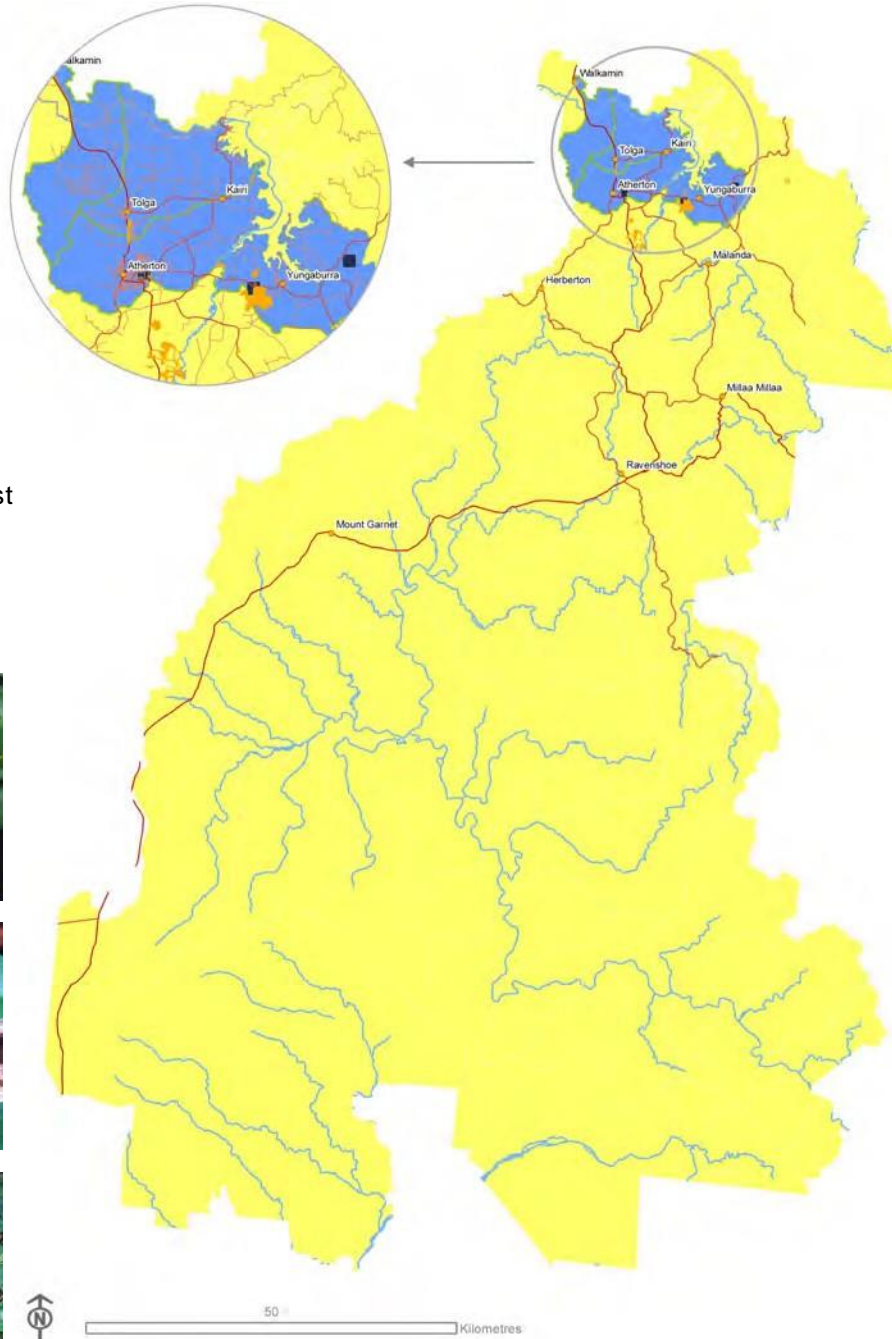 alkamin
Tolga
Kairi
Atherton
Yungaburra
Walkamin
Tolga
Kairi
Atherton
Yungaburra
Malanda
Herberton
Millaa Millaa
st
Ravenshoe
Mount Garnet
N
50
Kilometres